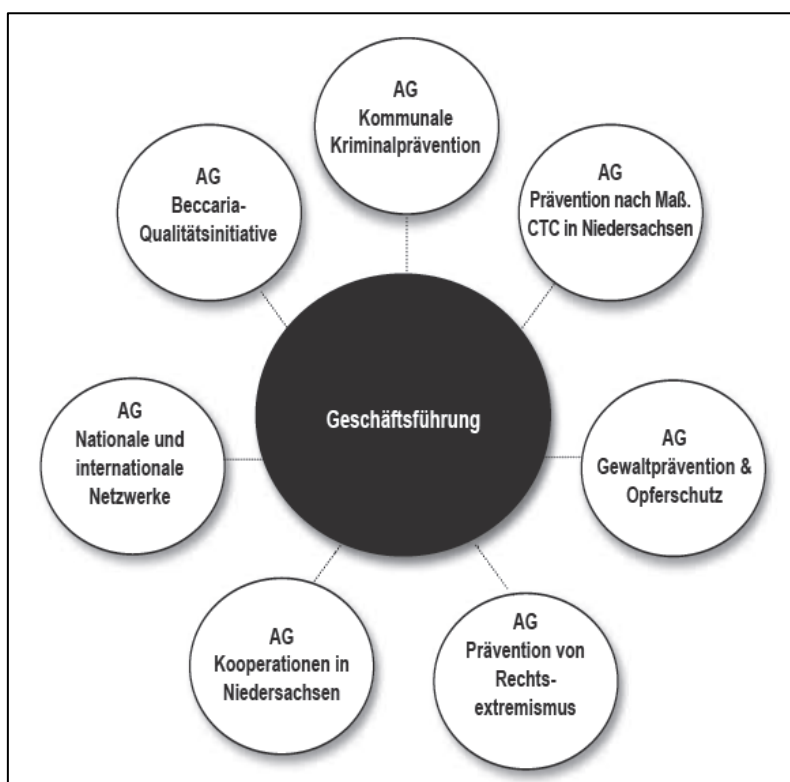 AG
Kommunale
Kriminalprävention
AG
Prävention nach Maß.
CTC in Niedersachsen
AG
Beccaria-
Qualitätsinitiative
Geschäftsführung
AG
Nationale und
internationale
Netzwerke
AG
Gewaltprävention &
Opferschutz
AG
Kooperationen in
Niedersachsen
AG
Prävention von
Rechts-
extremismus